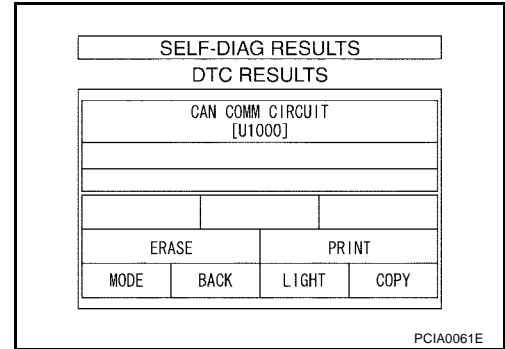 SELF-DIAG RESULTS
DTC RESULTS
CAN COMM CIRCUIT
[U1000]
ERASE PRINT
MODE BACK LIGHT COPY
PCIA0061E